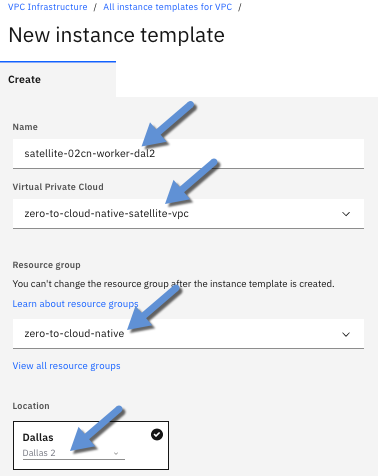 VPC Infrastructure / All instance templates for VPC /
New instance template
Create
Name
satellite-02cn-worker-dal2
Virtual Private Cloud
zero-to-cloud-native-satellite-vpc
Resource group
You can't change the resource group after the instance template is created.
Learn about resource groups
zero-to-cloud-native
View all resource groups
Location
Dallas
Dallas 2